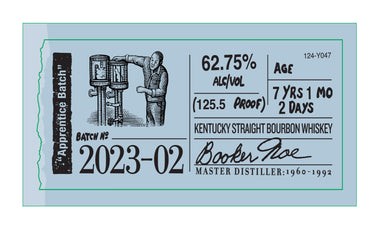 "Apprentice Batch"
BATCH Nº
2023-02
62.75%
ALC/VOL
(125.5 PROOF)
124-Y047
AGE
7 YRS 1 MO
2 DAYS
KENTUCKY STRAIGHT BOURBON WHISKEY
Booker Noe
MASTER DISTILLER:1960-1992